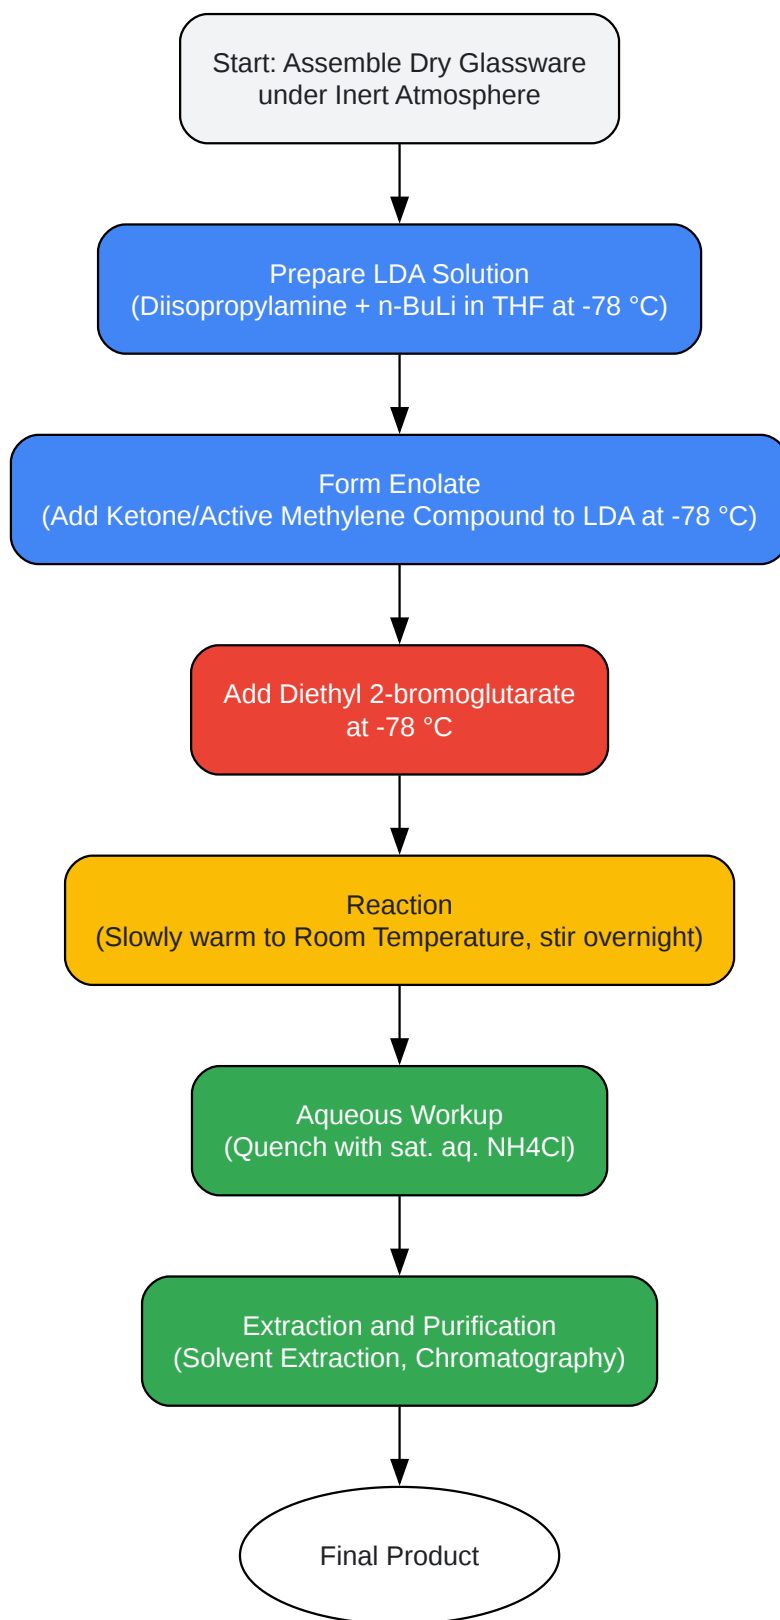 Start: Assemble Dry Glassware
under Inert Atmosphere
Prepare LDA Solution
(Diisopropylamine + n-BuLi in THF at -78 °C)
Form Enolate
(Add Ketone/Active Methylene Compound to LDA at -78 °C)
Add Diethyl 2-bromoglutarate
at -78 °C
Reaction
(Slowly warm to Room Temperature, stir overnight)
Aqueous Workup
(Quench with sat. aq. NH4Cl)
Extraction and Purification
(Solvent Extraction, Chromatography)
Final Product